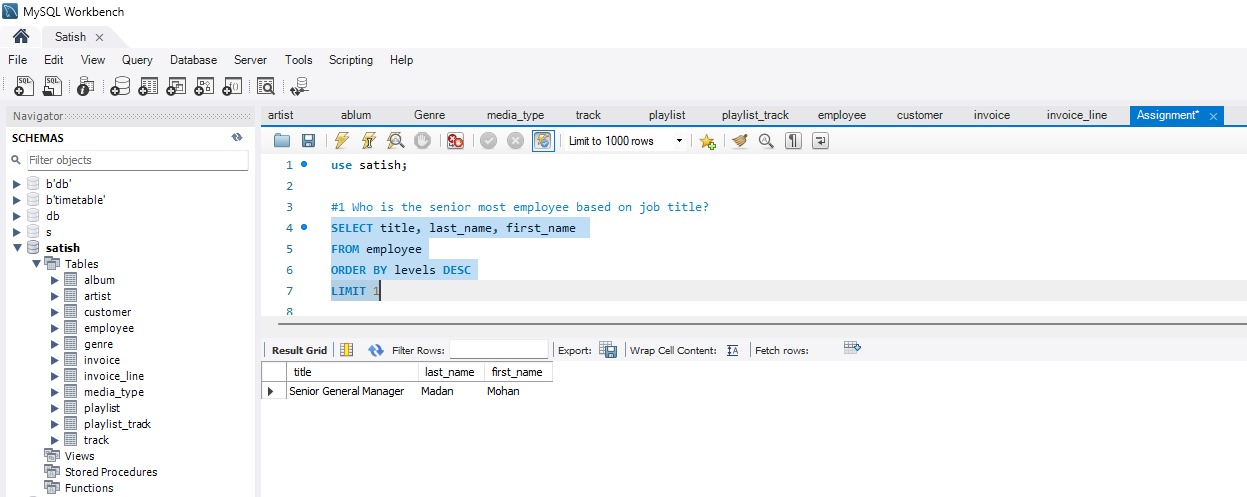 MySQL Workbench
Satish
File Edit View Query Database Server Tools Scripting Help
Navigator
SCHEMAS
Filter objects
b'db'
b'timetable'
db
s
satish
Tables
album
artist
customer
employee
genre
invoice
invoice_line
media_type
playlist
playlist_track
track
Views
Stored Procedures
Functions
artist ablum Genre media_type track playlist playlist_track employee customer invoice invoice_line Assignment*
Limit to 1000 rows
1 use satish;
2
3 #1 Who is the senior most employee based on job title?
4 SELECT title, last_name, first_name
5 FROM employee
6 ORDER BY levels DESC
7 LIMIT 1
8
Result Grid Filter Rows: Export: Wrap Cell Content: Fetch rows:
title last_name first_name
Senior General Manager Madan Mohan